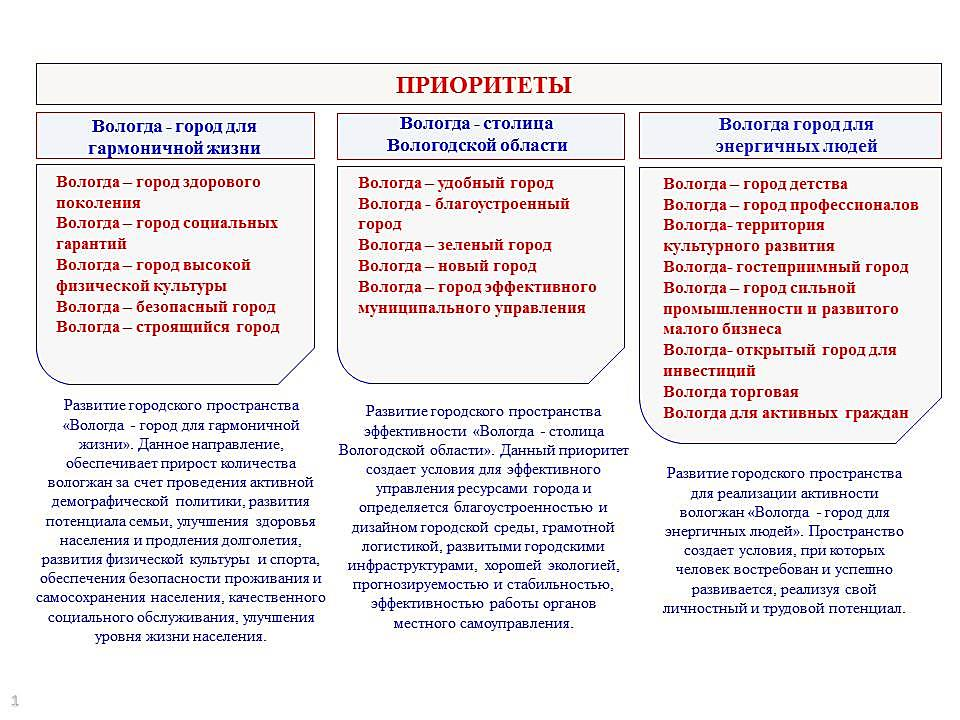 ПРИОРИТЕТЫ
Вологда - город для
гармоничной жизни
Вологда – город здорового
поколения
Вологда – город социальных
гарантий
Вологда – город высокой
физической культуры
Вологда – безопасный город
Вологда – строящийся город
Развитие городского пространства
«Вологда - город для гармоничной
жизни». Данное направление,
обеспечивает прирост количества
вологжан за счет проведения активной
демографической политики, развития
потенциала семьи, улучшения здоровья
населения и продления долголетия,
развития физической культуры и спорта,
обеспечения безопасности проживания и
самосохранения населения, качественного
социального обслуживания, улучшения
уровня жизни населения.
Вологда - столица
Вологодской области
Вологда – удобный город
Вологда - благоустроенный
город
Вологда – зеленый город
Вологда – новый город
Вологда – город эффективного
муниципального управления
Развитие городского пространства
эффективности «Вологда - столица
Вологодской области». Данный приоритет
создает условия для эффективного
управления ресурсами города и
определяется благоустроенностью и
дизайном городской среды, грамотной
логистикой, развитыми городскими
инфраструктурами, хорошей экологией,
прогнозируемостью и стабильностью,
эффективностью работы органов
местного самоуправления.
Вологда город для
энергичных людей
Вологда – город детства
Вологда – город профессионалов
Вологда- территория
культурного развития
Вологда- гостеприимный город
Вологда – город сильной
промышленности и развитого
малого бизнеса
Вологда- открытый город для
инвестиций
Вологда торговая
Вологда для активных граждан
Развитие городского пространства
для реализации активности
вологжан «Вологда - город для
энергичных людей». Пространство
создает условия, при которых
человек востребован и успешно
развивается, реализуя свой
личностный и трудовой потенциал.
1